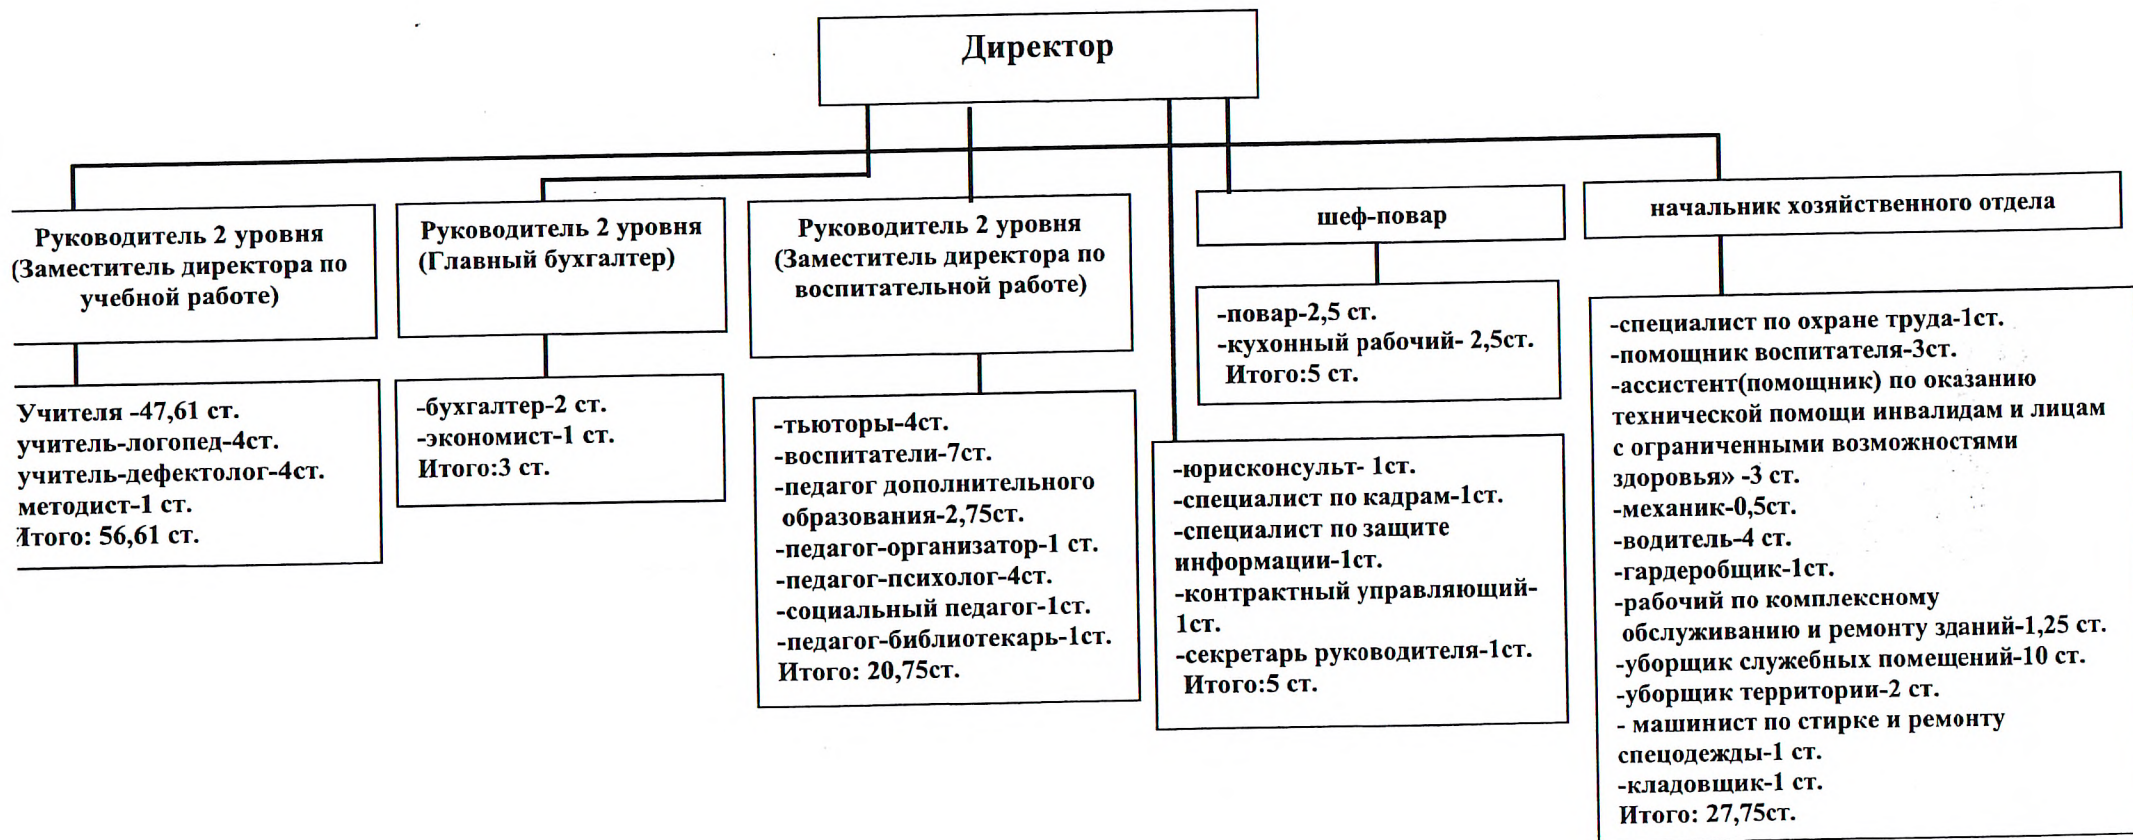 Директор
Руководитель 2 уровня
(Заместитель директора по
учебной работе)
Учителя -47,61 ст.
учитель-логопед-4ст.
учитель-дефектолог-4ст.
методист-1 ст.
Итого: 56,61 ст.
Руководитель 2 уровня
(Главный бухгалтер)
-бухгалтер-2 ст.
-экономист-1 ст.
Итого:3 ст.
Руководитель 2 уровня
(Заместитель директора по
воспитательной работе)
-тьюторы-4ст.
-воспитатели-7ст.
-педагог дополнительного
образования-2,75ст.
-педагог-организатор-1 ст.
-педагог-психолог-4ст.
-социальный педагог-1ст.
-педагог-библиотекарь-1ст.
Итого: 20,75ст.
шеф-повар
-повар-2,5 ст.
-кухонный рабочий- 2,5ст.
Итого:5 ст.
-юрисконсульт- 1ст.
-специалист по кадрам-1ст.
-специалист по защите
информации-1ст.
-контрактный управляющий-
1ст.
-секретарь руководителя-1ст.
Итого:5 ст.
начальник хозяйственного отдела
-специалист по охране труда-1ст.
-помощник воспитателя-3ст.
-ассистент(помощник) по оказанию
технической помощи инвалидам и лицам
с ограниченными возможностями
здоровья» -3 ст.
-механик-0,5ст.
-водитель-4 ст.
-гардеробщик-1ст.
-рабочий по комплексному
обслуживанию и ремонту зданий-1,25 ст.
-уборщик служебных помещений-10 ст.
-уборщик территории-2 ст.
- машинист по стирке и ремонту
спецодежды-1 ст.
-кладовщик-1 ст.
Итого: 27,75ст.